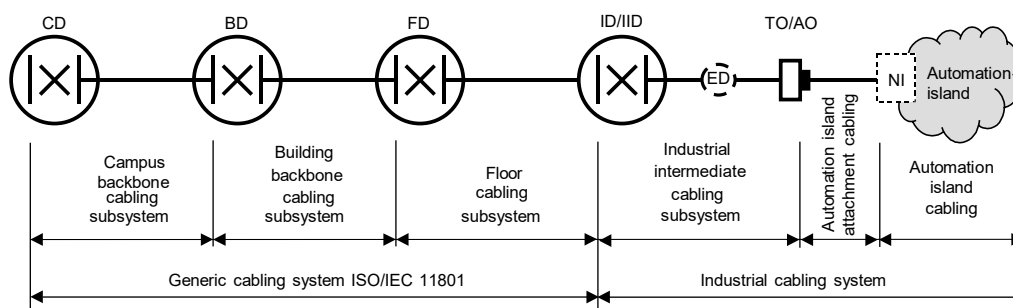 CD
BD
FD
ID/IID
TO/AO
ED
NI
Automation
island
Campus
backbone
cabling
subsystem
Building
backbone
cabling
subsystem
Floor
cabling
subsystem
Industrial
intermediate
cabling
subsystem
Automation island
attachment cabling
Automation
island
cabling
Generic cabling system ISO/IEC 11801
Industrial cabling system